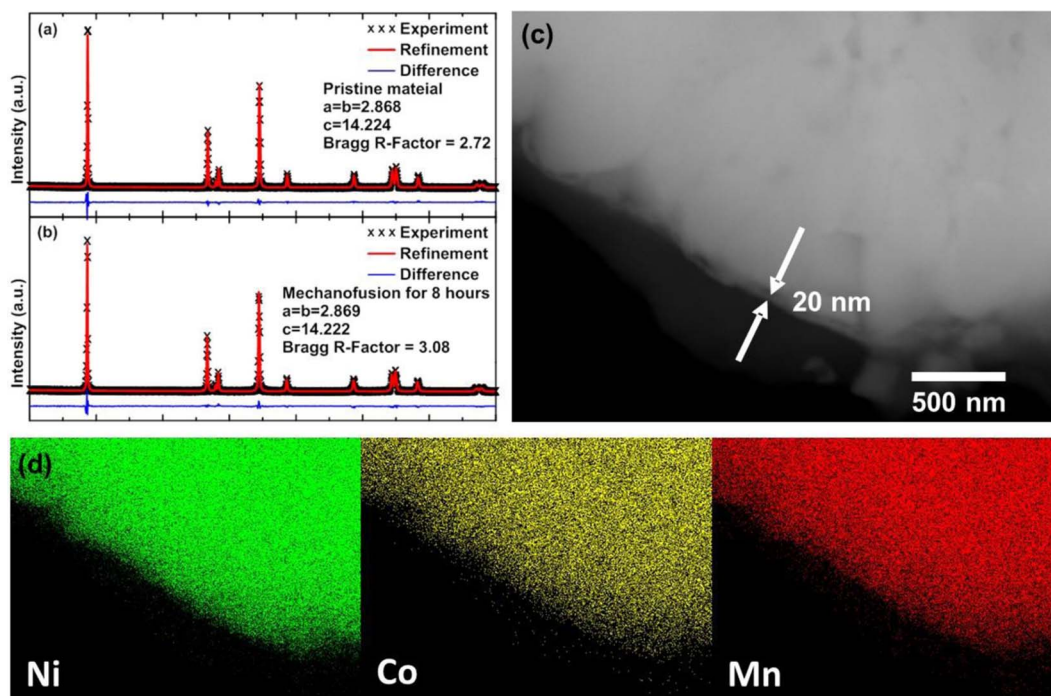 (a)
××× Experiment
Refinement
Difference
Pristine mateial
a=b=2.868
c=14.224
Bragg R-Factor = 2.72
Intensity (a.u.)
(b)
××× Experiment
Refinement
Difference
Mechanofusion for 8 hours
a=b=2.869
c=14.222
Bragg R-Factor = 3.08
Intensity (a.u.)
(c)
20 nm
500 nm
(d)
Ni
Co
Mn